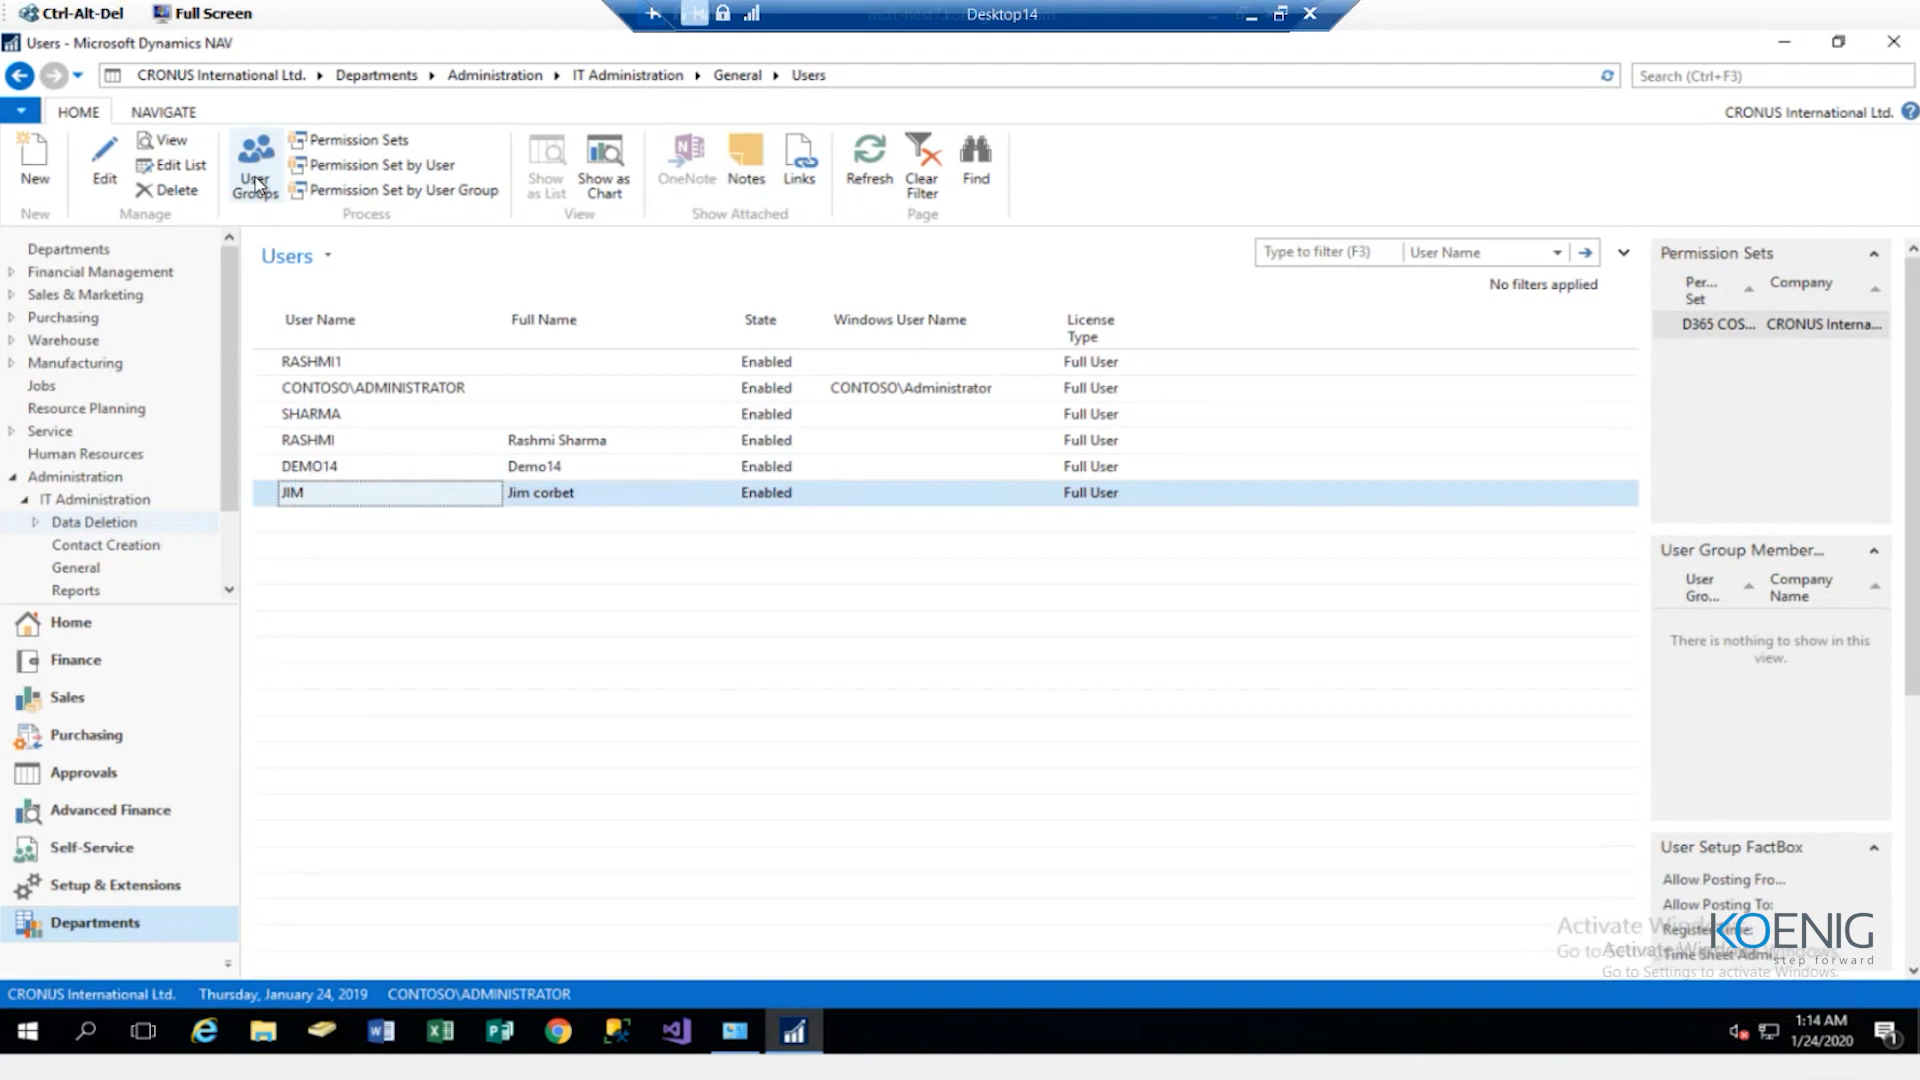 Ctrl-Alt-Del
Full Screen
Desktop14
Users - Microsoft Dynamics NAV
CRONUS International Ltd. ▸ Departments ▸ Administration ▸ IT Administration ▸ General ▸ Users
Search (Ctrl+F3)
HOME
NAVIGATE
CRONUS International Ltd.
New
Edit
View
Edit List
Delete
User Groups
Permission Sets
Permission Set by User
Permission Set by User Group
Show as List
Show as Chart
OneNote
Notes
Links
Refresh
Clear Filter
Find
New
Manage
Process
View
Show Attached
Page
Departments
Financial Management
Sales & Marketing
Purchasing
Warehouse
Manufacturing
Jobs
Resource Planning
Service
Human Resources
Administration
IT Administration
Data Deletion
Contact Creation
General
Reports
Home
Finance
Sales
Purchasing
Approvals
Advanced Finance
Self-Service
Setup & Extensions
Departments
Users
Type to filter (F3)
User Name
No filters applied
User Name Full Name State Windows User Name License Type
RASHMI1 Enabled Full User
CONTOSO\ADMINISTRATOR Enabled CONTOSO\Administrator Full User
SHARMA Enabled Full User
RASHMI Rashmi Sharma Enabled Full User
DEMO14 Demo14 Enabled Full User
JIM Jim corbet Enabled Full User
Permission Sets
Per... Set
Company
D365 COS... CRONUS Interna...
User Group Member...
User Gro...
Company Name
There is nothing to show in this
view.
User Setup FactBox
Allow Posting Fro...
Allow Posting To:
Register Time:
Time Sheet Admi...
KOENIG
step forward
Activate Windows
Go to Settings to activate Windows.
CRONUS International Ltd. Thursday, January 24, 2019 CONTOSO\ADMINISTRATOR
1:14 AM
1/24/2020
1